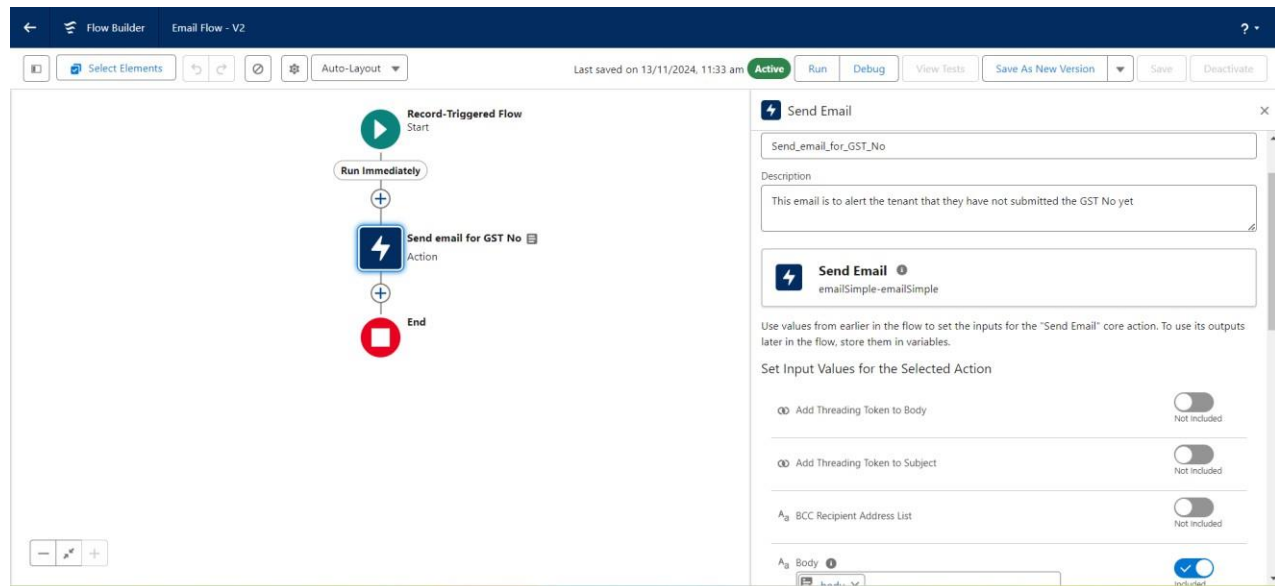 Flow Builder Email Flow - V2 ?
Select Elements Auto-Layout Last saved on 13/11/2024, 11:33 am Active Run Debug View Tests Save As New Version Save Deactivate
Record-Triggered Flow
Start
Run Immediately
Send email for GST No
Action
End
Send Email
Send_email_for_GST_No
Description
This email is to alert the tenant that they have not submitted the GST No yet
Send Email
emailSimple-emailSimple
Use values from earlier in the flow to set the inputs for the "Send Email" core action. To use its outputs
later in the flow, store them in variables.
Set Input Values for the Selected Action
Add Threading Token to Body
Not Included
Add Threading Token to Subject
Not Included
Aa BCC Recipient Address List
Not Included
Aa Body
body
Included